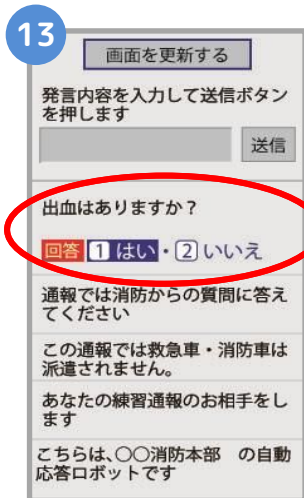 13
画面を更新する
発言内容を入力して送信ボタン
を押します
送信
出血はありますか？
回答 1 はい・2 いいえ
通報では消防からの質問に答え
てください
この通報では救急車・消防車は
派遣されません。
あなたの練習通報のお相手をし
ます
こちらは、〇〇消防本部　の自動
応答ロボットです